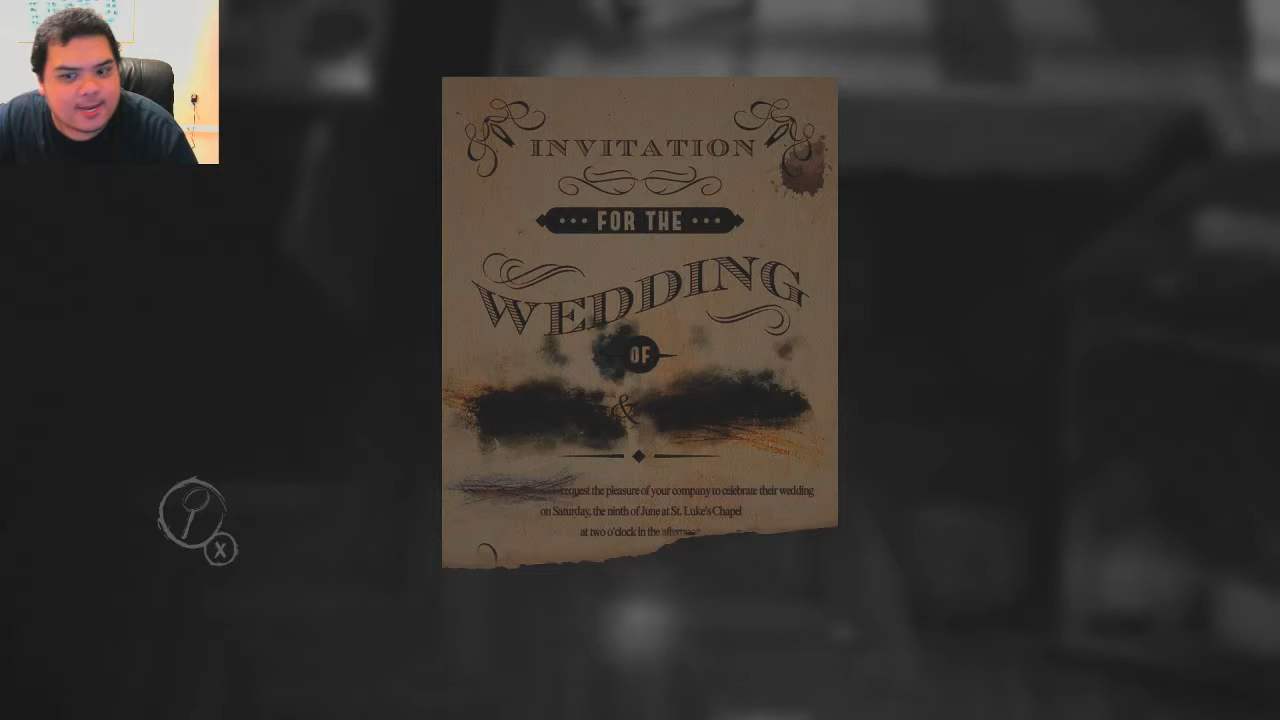 INVITATION
FOR THE
WEDDING
OF
&
request the pleasure of your company to celebrate their wedding
on Saturday, the ninth of June at St. Luke's Chapel
at two o'clock in the
X